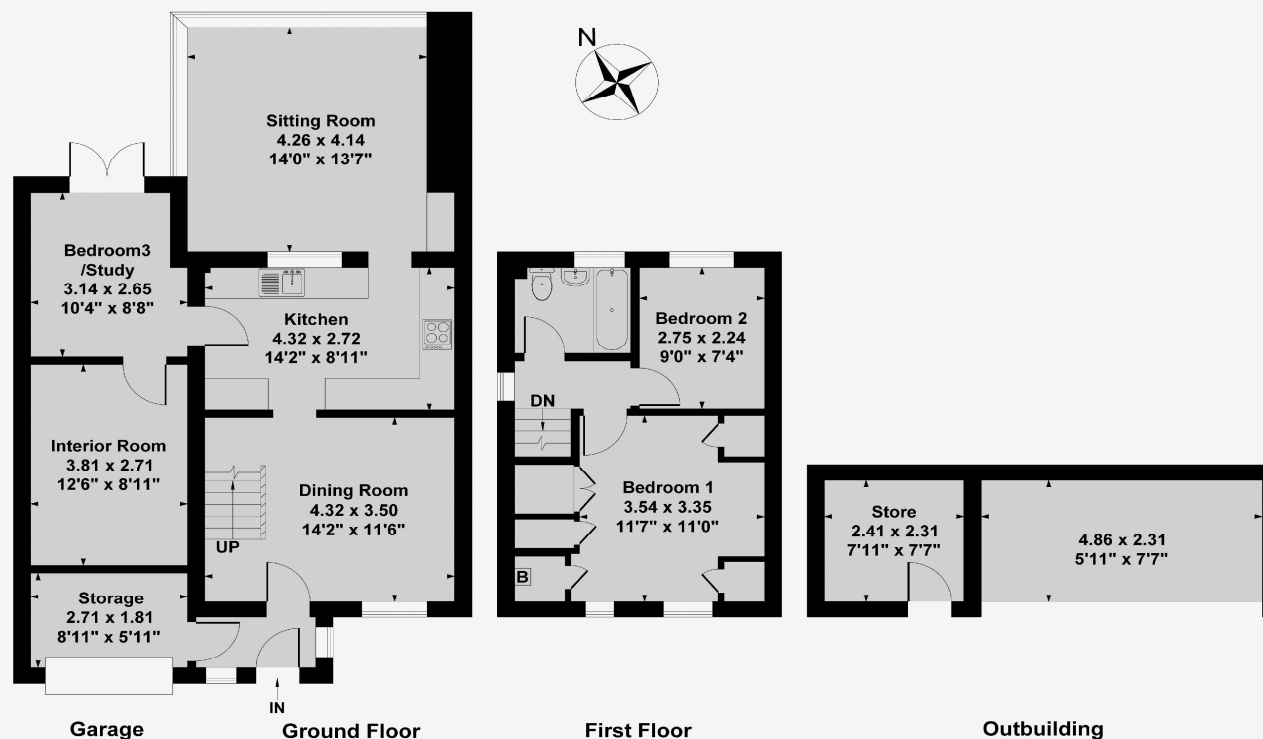 N
Sitting Room
4.26 x 4.14
14'0" x 13'7"
Bedroom3
/Study
3.14 x 2.65
10'4" x 8'8"
Kitchen
4.32 x 2.72
14'2" x 8'11"
Interior Room
3.81 x 2.71
12'6" x 8'11"
Dining Room
4.32 x 3.50
14'2" x 11'6"
UP
Storage
2.71 x 1.81
8'11" x 5'11"
IN
Bedroom 2
2.75 x 2.24
9'0" x 7'4"
DN
Bedroom 1
3.54 x 3.35
11'7" x 11'0"
B
Store
2.41 x 2.31
7'11" x 7'7"
4.86 x 2.31
5'11" x 7'7"
Garage
Ground Floor
First Floor
Outbuilding